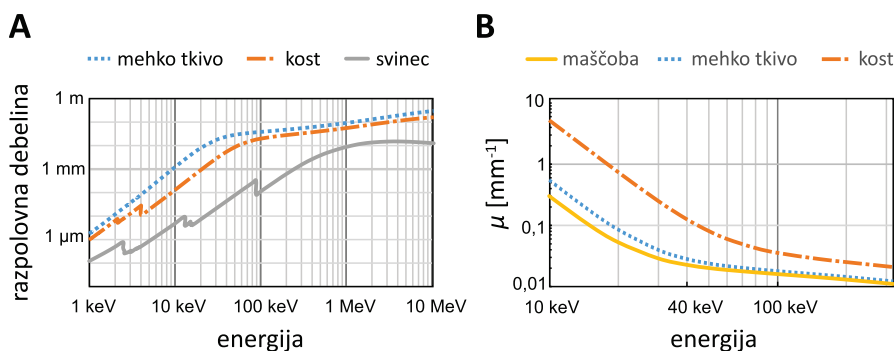 A
mehko tkivo kost svinec
razpolovna debelina
1 m
1 mm
1 µm
1 keV 10 keV 100 keV 1 MeV 10 MeV
energija
B
maščoba mehko tkivo kost
µ [mm⁻¹]
10
1
0,1
0,01
10 keV 40 keV 100 keV
energija